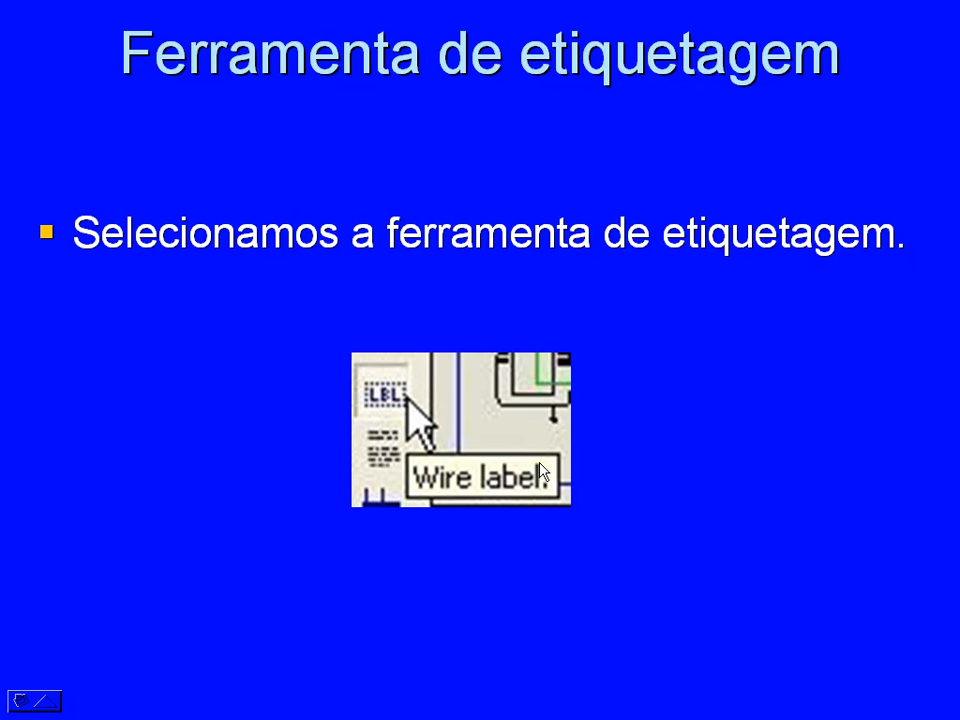 Ferramenta de etiquetagem
Selecionamos a ferramenta de etiquetagem.
LBL
Wire label.